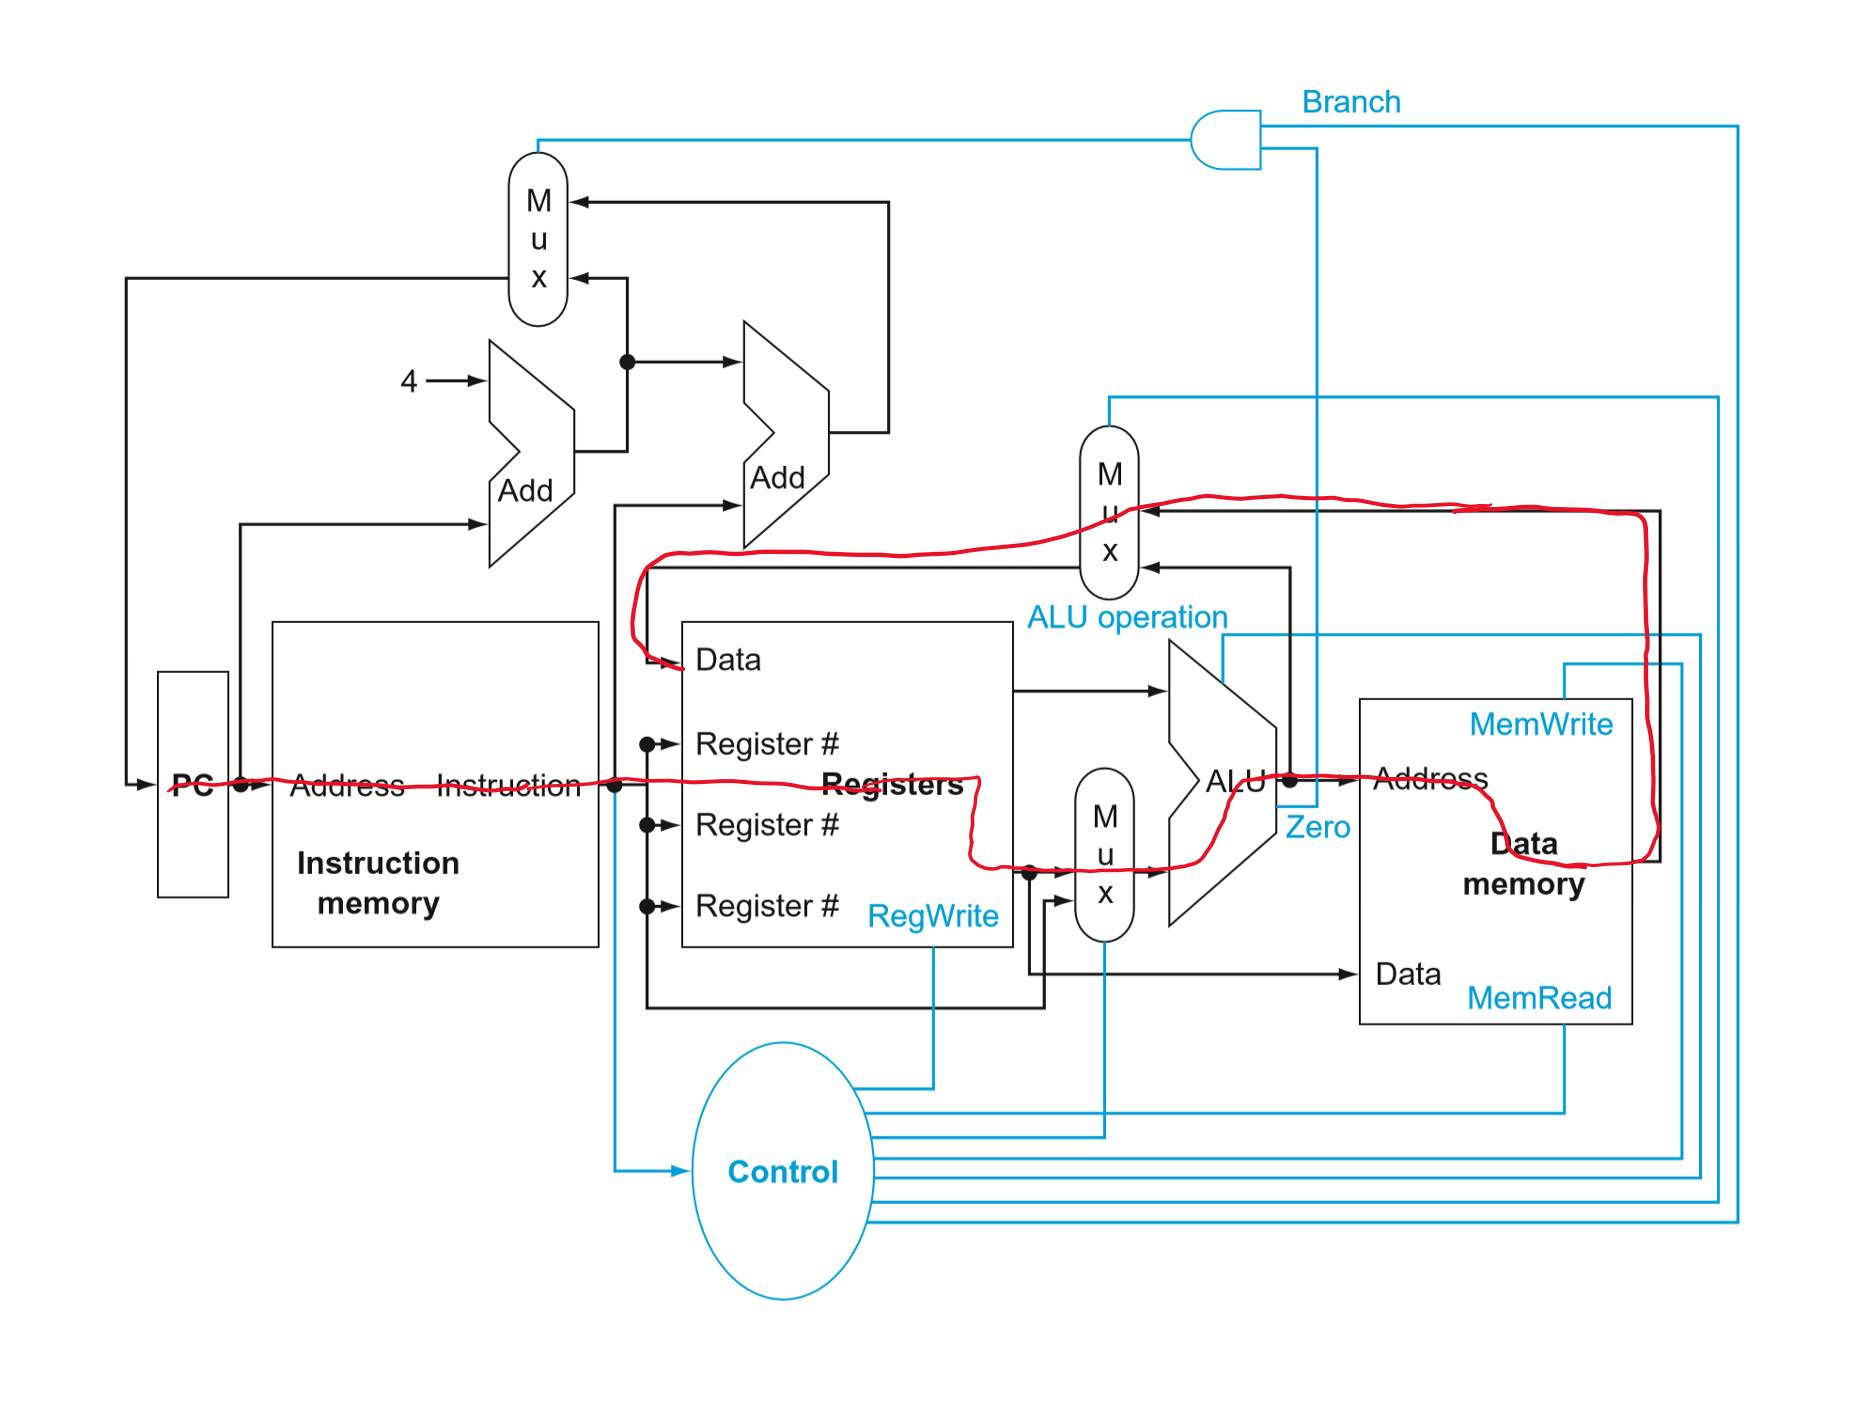 Branch
M
u
x
4
Add
Add
M
u
x
ALU operation
Data
Register #
Registers
Register #
Register #
RegWrite
PC
Address
Instruction
Instruction
memory
M
u
x
ALU
Zero
MemWrite
Address
Data
memory
Data
MemRead
Control